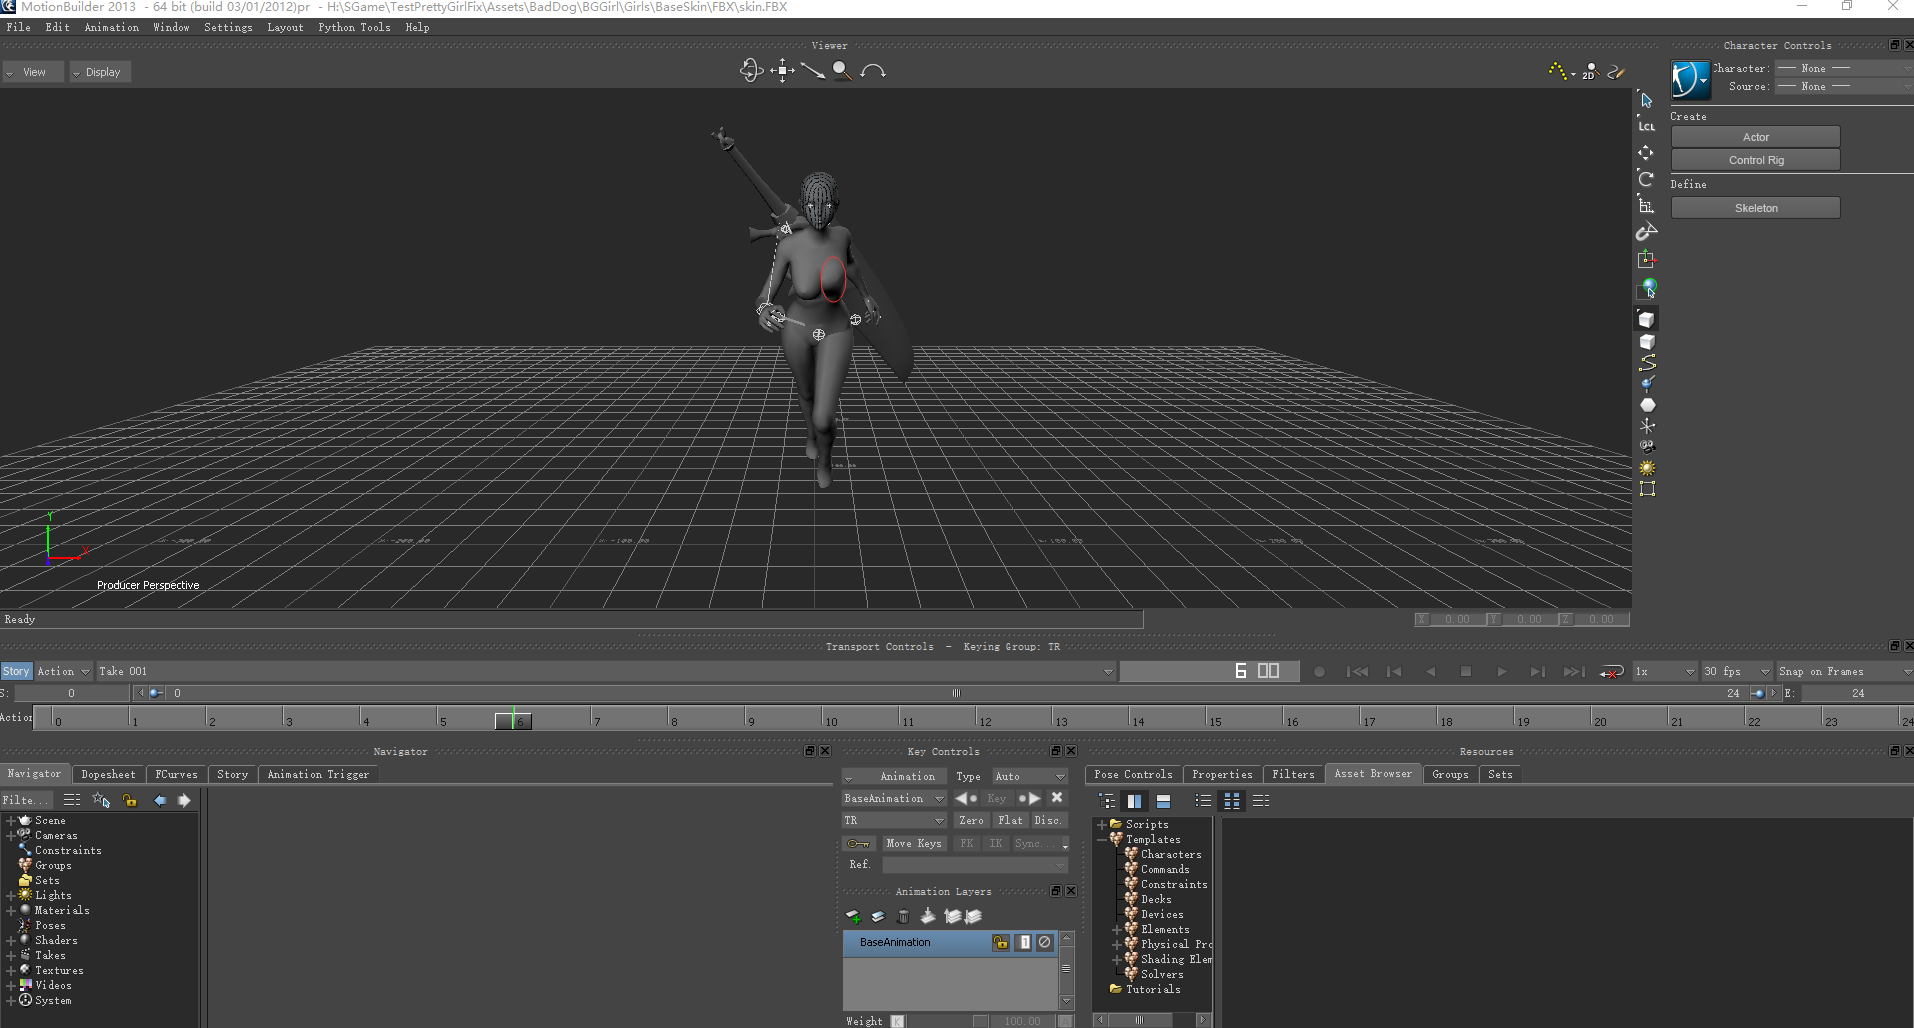 MotionBuilder 2013 - 64 bit (build 03/01/2012)pr - H:\SGame\TestPrettyGirlFix\Assets\BadDog\BGGirl\Girls\BaseSkin\FBX\skin.FBX
File Edit Animation Window Settings Layout Python Tools Help
Viewer
Character Controls
View Display
2D
Character: None
Source: None
Create
Actor
Control Rig
Define
Skeleton
LCL
Y
X
Producer Perspective
Ready
X 0.00 Y 0.00 Z 0.00
Transport Controls - Keying Group: TR
Story Action Take 001 6 00 1x 30 fps Snap on Frames
S: 0 0 24 E: 24
Action 0 1 2 3 4 5 6 7 8 9 10 11 12 13 14 15 16 17 18 19 20 21 22 23 24
Navigator
Key Controls
Resources
Navigator Dopesheet FCurves Story Animation Trigger
Animation Type Auto
Pose Controls Properties Filters Asset Browser Groups Sets
Filte...
BaseAnimation Key
TR Zero Flat Disc.
Move Keys FK IK Sync...
Ref.
Scene
Cameras
Constraints
Groups
Sets
Lights
Materials
Poses
Shaders
Takes
Textures
Videos
System
Animation Layers
BaseAnimation 1
Weight K 100.00 A
Scripts
Templates
Characters
Commands
Constraints
Decks
Devices
Elements
Physical Pro
Shading Elem
Solvers
Tutorials